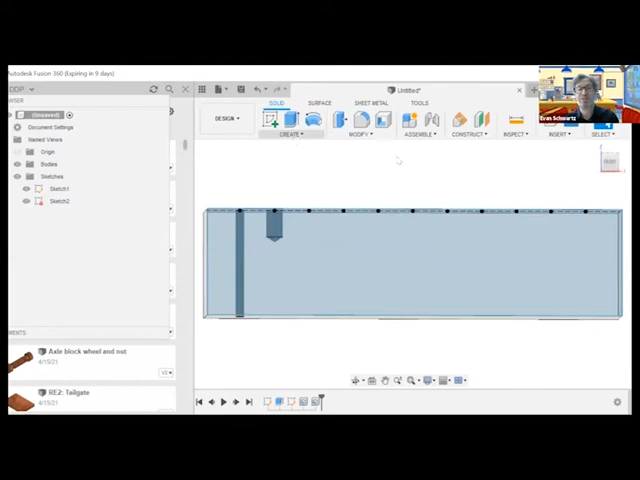 Autodesk Fusion 360 (Expiring in 9 days)
DDP
Untitled*
SOLID SURFACE SHEET METAL TOOLS
DESIGN
CREATE MODIFY ASSEMBLE CONSTRUCT INSPECT INSERT SELECT
Evan Schwartz
(Unsaved)
Document Settings
Named Views
Origin
Bodies
Sketches
Sketch1
Sketch2
Axle block wheel and nut
4/15/21
RE2: Tailgate
4/15/21